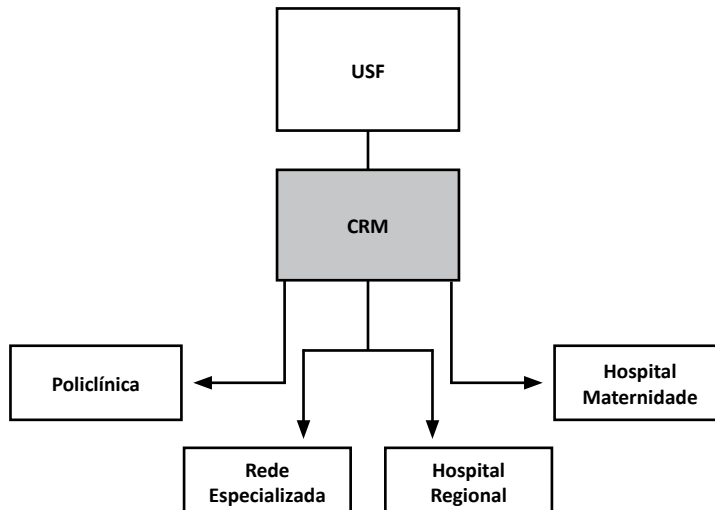 USF
CRM
Policlínica
Hospital
Maternidade
Rede
Especializada
Hospital
Regional